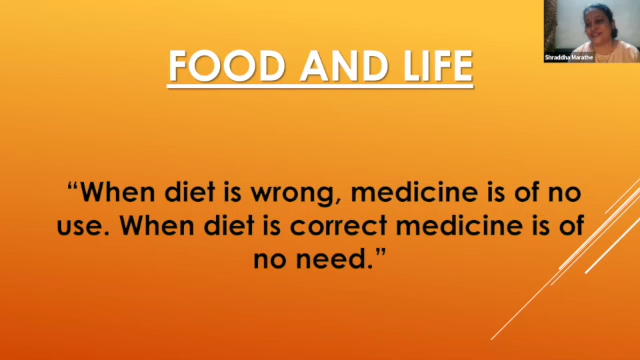 Shraddha Marathe
FOOD AND LIFE
“When diet is wrong, medicine is of no
use. When diet is correct medicine is of
no need.”